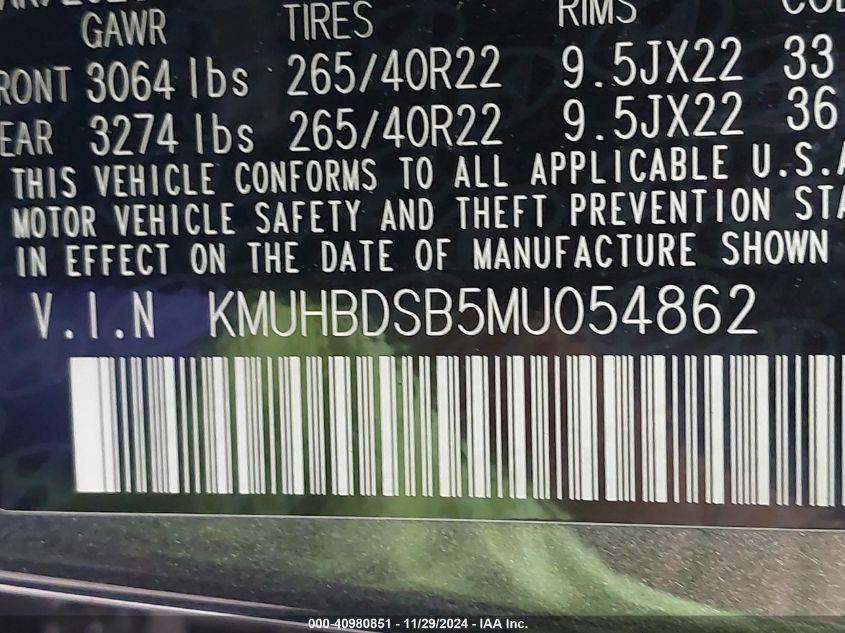 GAWR TIRES RIMS
RONT 3064 lbs 265/40R22 9.5JX22 33
EAR 3274 lbs 265/40R22 9.5JX22 36
THIS VEHICLE CONFORMS TO ALL APPLICABLE U.S.A
MOTOR VEHICLE SAFETY AND THEFT PREVENTION STA
IN EFFECT ON THE DATE OF MANUFACTURE SHOWN
V.I.N KMUHBDSB5MU054862
000-40980851 - 11/29/2024 - IAA Inc.